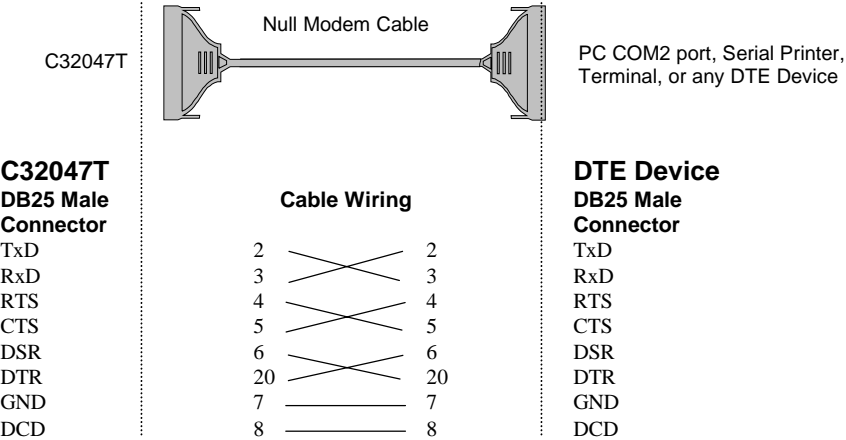 Null Modem Cable
C32047T
PC COM2 port, Serial Printer,
Terminal, or any DTE Device
C32047T DTE Device
DB25 Male Cable Wiring DB25 Male
Connector Connector
TxD 2 2 TxD
RxD 3 3 RxD
RTS 4 4 RTS
CTS 5 5 CTS
DSR 6 6 DSR
DTR 20 20 DTR
GND 7 7 GND
DCD 8 8 DCD